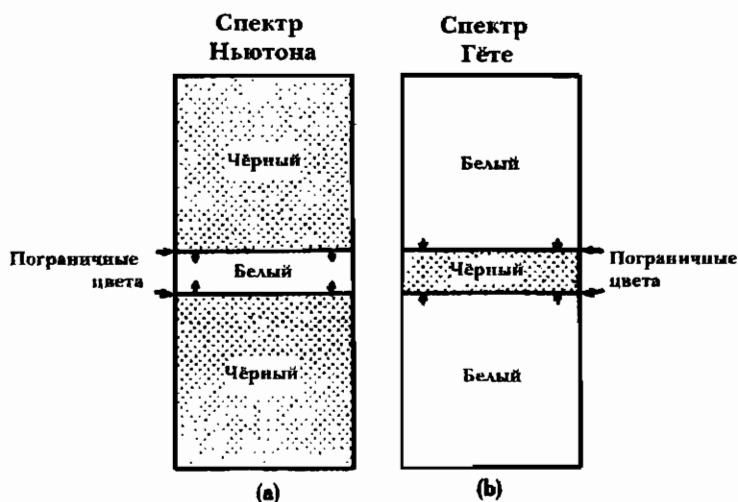 Спектр
Ньютона
Спектр
Гёте
Чёрный
Белый
Пограничные
цвета
Белый
Чёрный
Пограничные
цвета
Чёрный
Белый
(a)
(b)